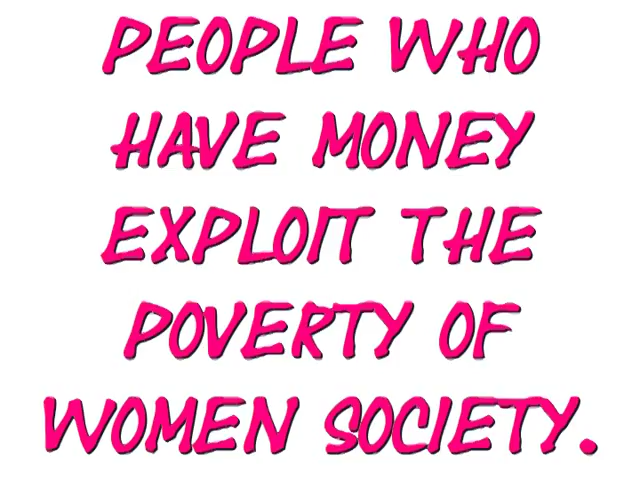 PEOPLE WHO
HAVE MONEY
EXPLOIT THE
POVERTY OF
WOMEN SOCIETY.